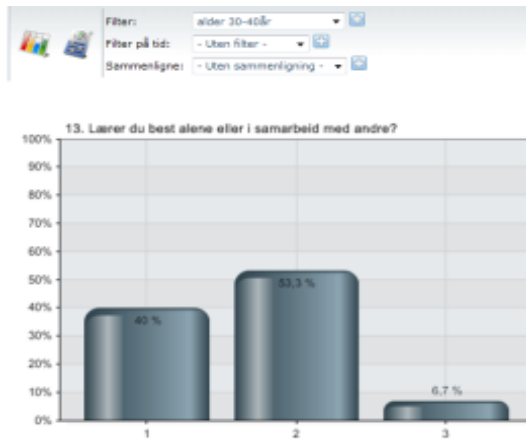 Filter: alder 30-40år
Filter på tid: - Uten filter -
Sammenligne: - Uten sammenligning -
13. Lærer du best alene eller i samarbeid med andre?
100%
90%
80%
70%
60%
50%
40%
30%
20%
10%
0%
40 %
53,3 %
6,7 %
1 2 3